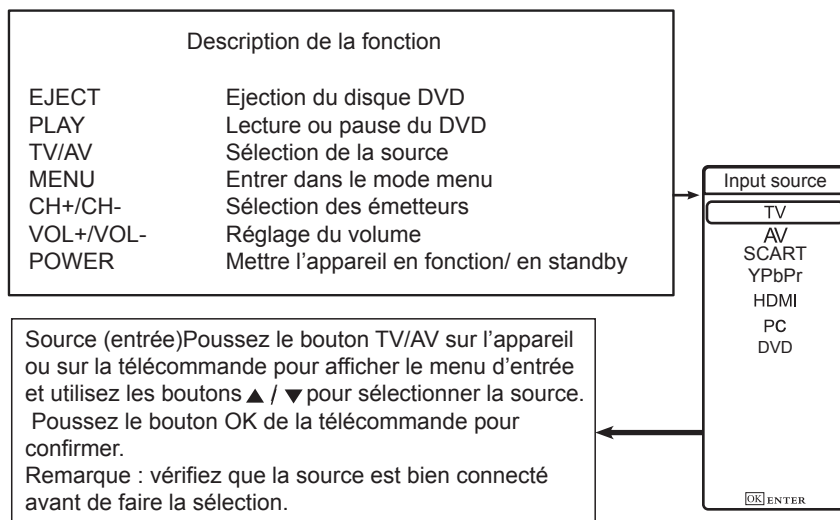 Description de la fonction
EJECT Ejection du disque DVD
PLAY Lecture ou pause du DVD
TV/AV Sélection de la source
MENU Entrer dans le mode menu
CH+/CH- Sélection des émetteurs
VOL+/VOL- Réglage du volume
POWER Mettre l'appareil en fonction/ en standby
Input source
TV
AV
SCART
YPbPr
HDMI
PC
DVD
OK ENTER
Source (entrée)Poussez le bouton TV/AV sur l'appareil
ou sur la télécommande pour afficher le menu d'entrée
et utilisez les boutons ▲ / ▼ pour sélectionner la source.
Poussez le bouton OK de la télécommande pour
confirmer.
Remarque : vérifiez que la source est bien connecté
avant de faire la sélection.